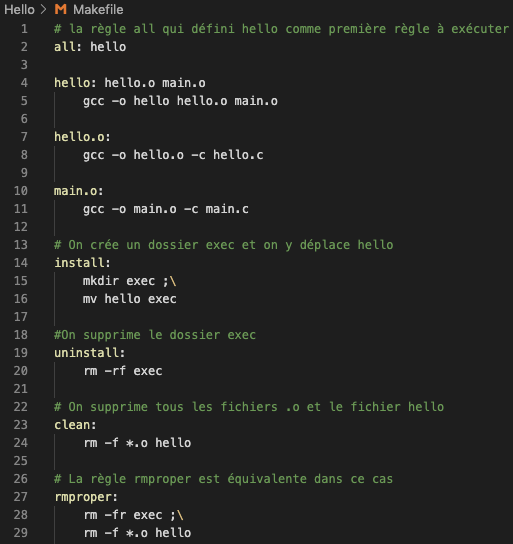 Hello > Makefile
1 # la règle all qui défini hello comme première règle à exécuter
2 all: hello
3
4 hello: hello.o main.o
5 gcc -o hello hello.o main.o
6
7 hello.o:
8 gcc -o hello.o -c hello.c
9
10 main.o:
11 gcc -o main.o -c main.c
12
13 # On crée un dossier exec et on y déplace hello
14 install:
15 mkdir exec ;\
16 mv hello exec
17
18 #On supprime le dossier exec
19 uninstall:
20 rm -rf exec
21
22 # On supprime tous les fichiers .o et le fichier hello
23 clean:
24 rm -f *.o hello
25
26 # La règle rmproper est équivalente dans ce cas
27 rmproper:
28 rm -fr exec ;\
29 rm -f *.o hello